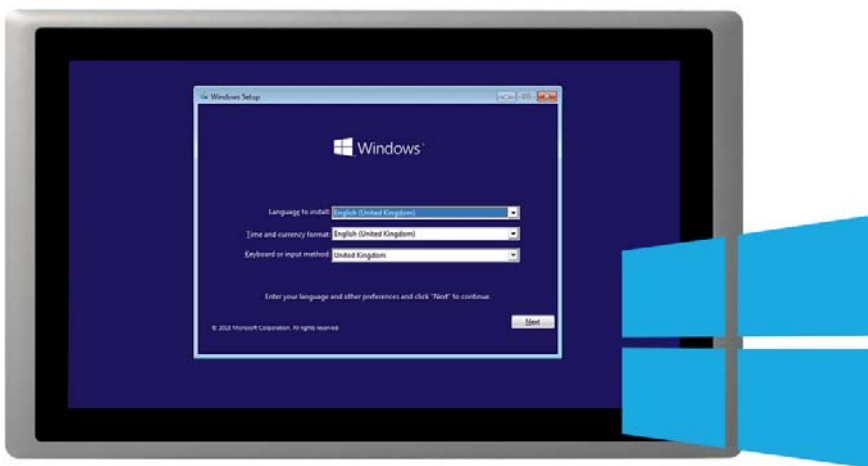 Windows Setup
Windows
Language to install: English (United Kingdom)
Time and currency format: English (United Kingdom)
Keyboard or input method: United Kingdom
Enter your language and other preferences and click "Next" to continue.
© 2018 Microsoft Corporation. All rights reserved.
Next